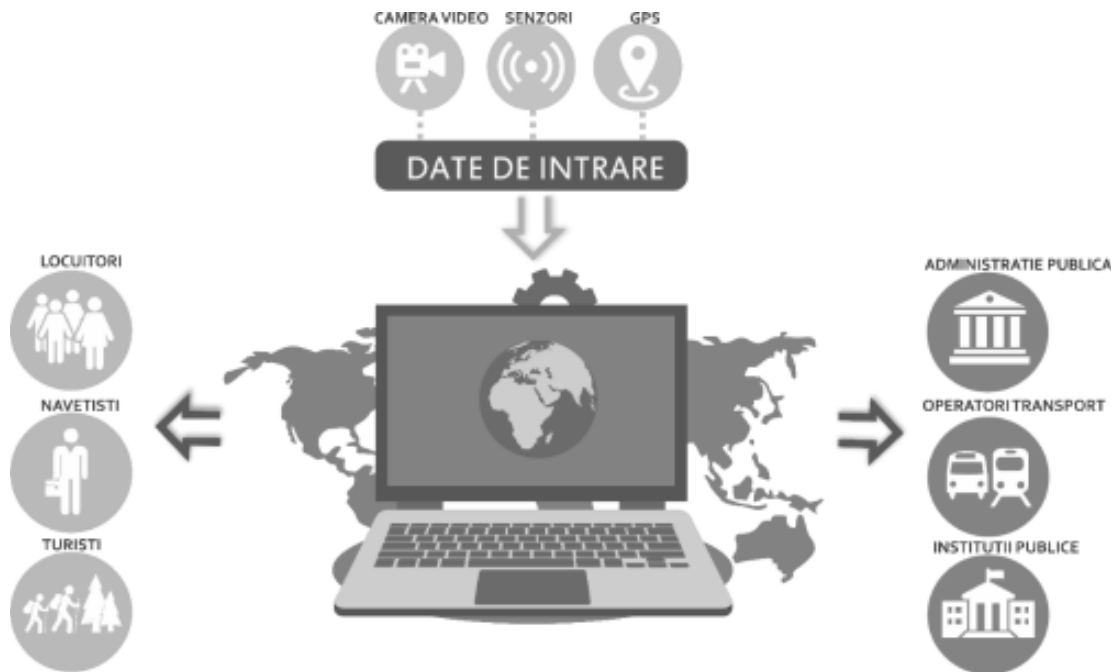 CAMERA VIDEO
SENZORI
GPS
DATE DE INTRARE
LOCUITORI
NAVETISTI
TURISTI
ADMINISTRATIE PUBLICA
OPERATORI TRANSPORT
INSTITUTII PUBLICE